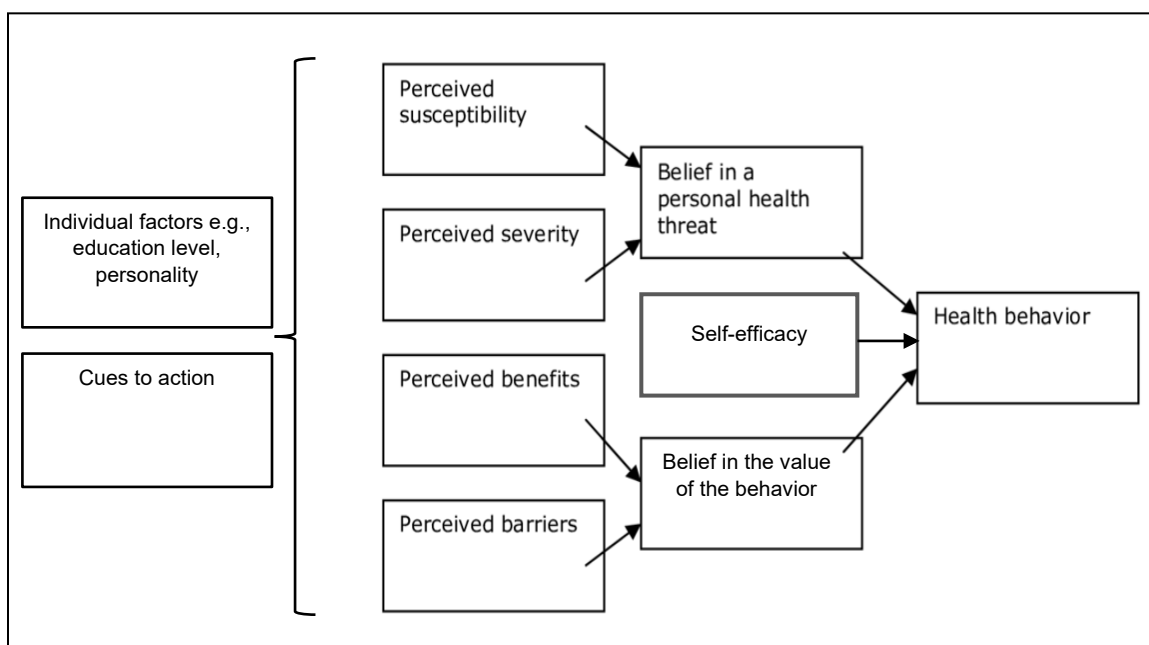 Individual factors e.g.,
education level,
personality
Cues to action
Perceived
susceptibility
Perceived severity
Perceived benefits
Perceived barriers
Belief in a
personal health
threat
Self-efficacy
Belief in the value
of the behavior
Health behavior